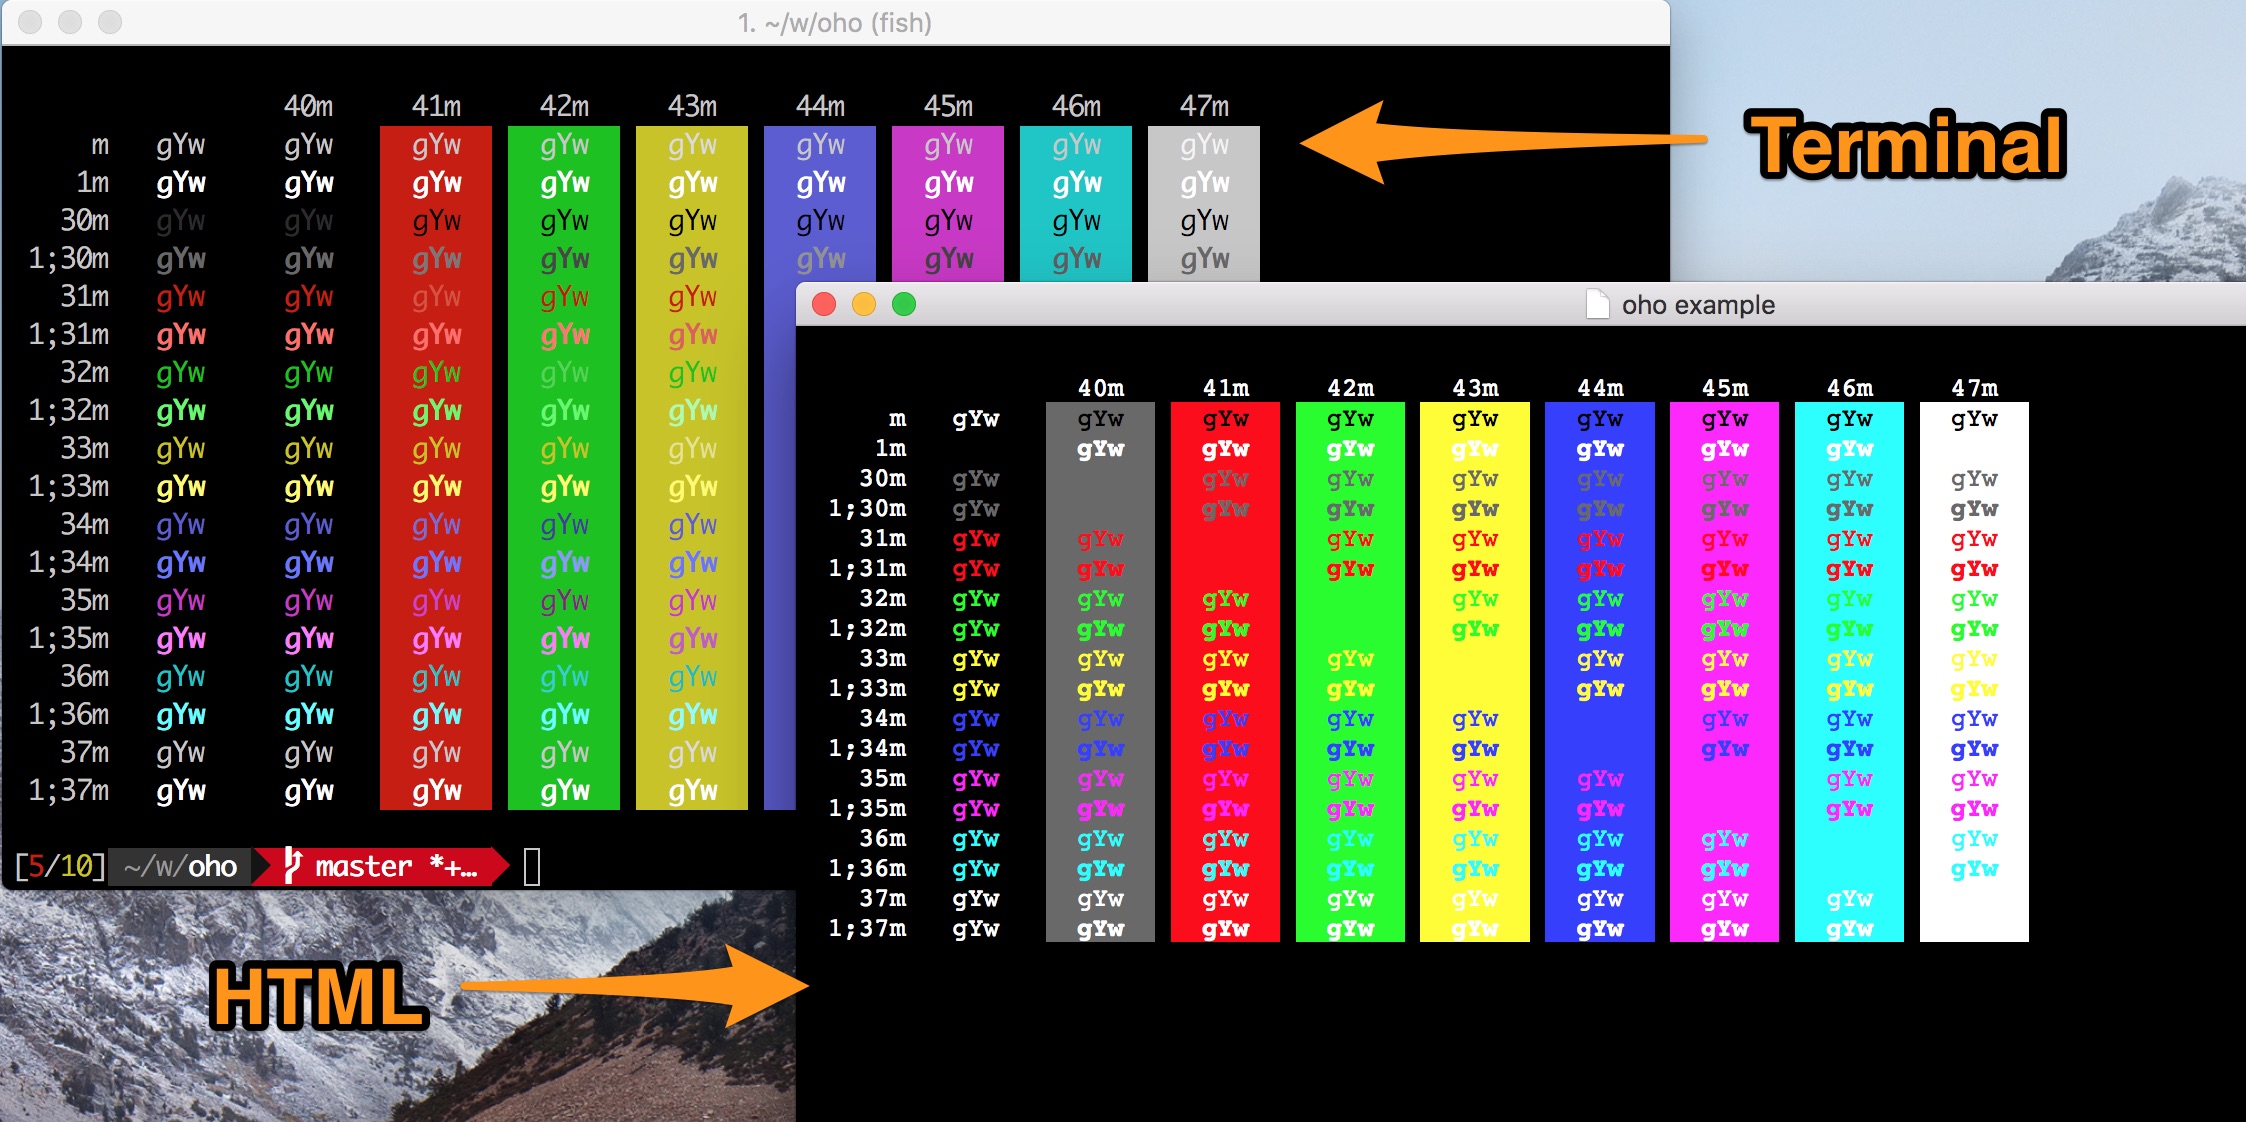 1. ~/w/oho (fish)
40m 41m 42m 43m 44m 45m 46m 47m
m gYw gYw gYw gYw gYw gYw gYw gYw gYw
1m gYw gYw gYw gYw gYw gYw gYw gYw gYw
30m gYw gYw gYw gYw gYw gYw gYw gYw gYw
1;30m gYw gYw gYw gYw gYw gYw gYw gYw gYw
31m gYw gYw gYw gYw gYw
1;31m gYw gYw gYw gYw gYw
32m gYw gYw gYw gYw gYw
1;32m gYw gYw gYw gYw gYw
33m gYw gYw gYw gYw gYw
1;33m gYw gYw gYw gYw gYw
34m gYw gYw gYw gYw gYw
1;34m gYw gYw gYw gYw gYw
35m gYw gYw gYw gYw gYw
1;35m gYw gYw gYw gYw gYw
36m gYw gYw gYw gYw gYw
1;36m gYw gYw gYw gYw gYw
37m gYw gYw gYw gYw gYw
1;37m gYw gYw gYw gYw gYw
[5/10] ~/w/oho master *+…
Terminal
oho example
40m 41m 42m 43m 44m 45m 46m 47m
m gYw gYw gYw gYw gYw gYw gYw gYw gYw
1m gYw gYw gYw gYw gYw gYw gYw
30m gYw gYw gYw gYw gYw gYw gYw gYw
1;30m gYw gYw gYw gYw gYw gYw gYw gYw
31m gYw gYw gYw gYw gYw gYw gYw gYw
1;31m gYw gYw gYw gYw gYw gYw gYw gYw
32m gYw gYw gYw gYw gYw gYw gYw gYw
1;32m gYw gYw gYw gYw gYw gYw gYw gYw
33m gYw gYw gYw gYw gYw gYw gYw gYw
1;33m gYw gYw gYw gYw gYw gYw gYw gYw
34m gYw gYw gYw gYw gYw gYw gYw gYw
1;34m gYw gYw gYw gYw gYw gYw gYw gYw
35m gYw gYw gYw gYw gYw gYw gYw gYw
1;35m gYw gYw gYw gYw gYw gYw gYw gYw
36m gYw gYw gYw gYw gYw gYw gYw gYw
1;36m gYw gYw gYw gYw gYw gYw gYw gYw
37m gYw gYw gYw gYw gYw gYw gYw gYw
1;37m gYw gYw gYw gYw gYw gYw gYw gYw
HTML